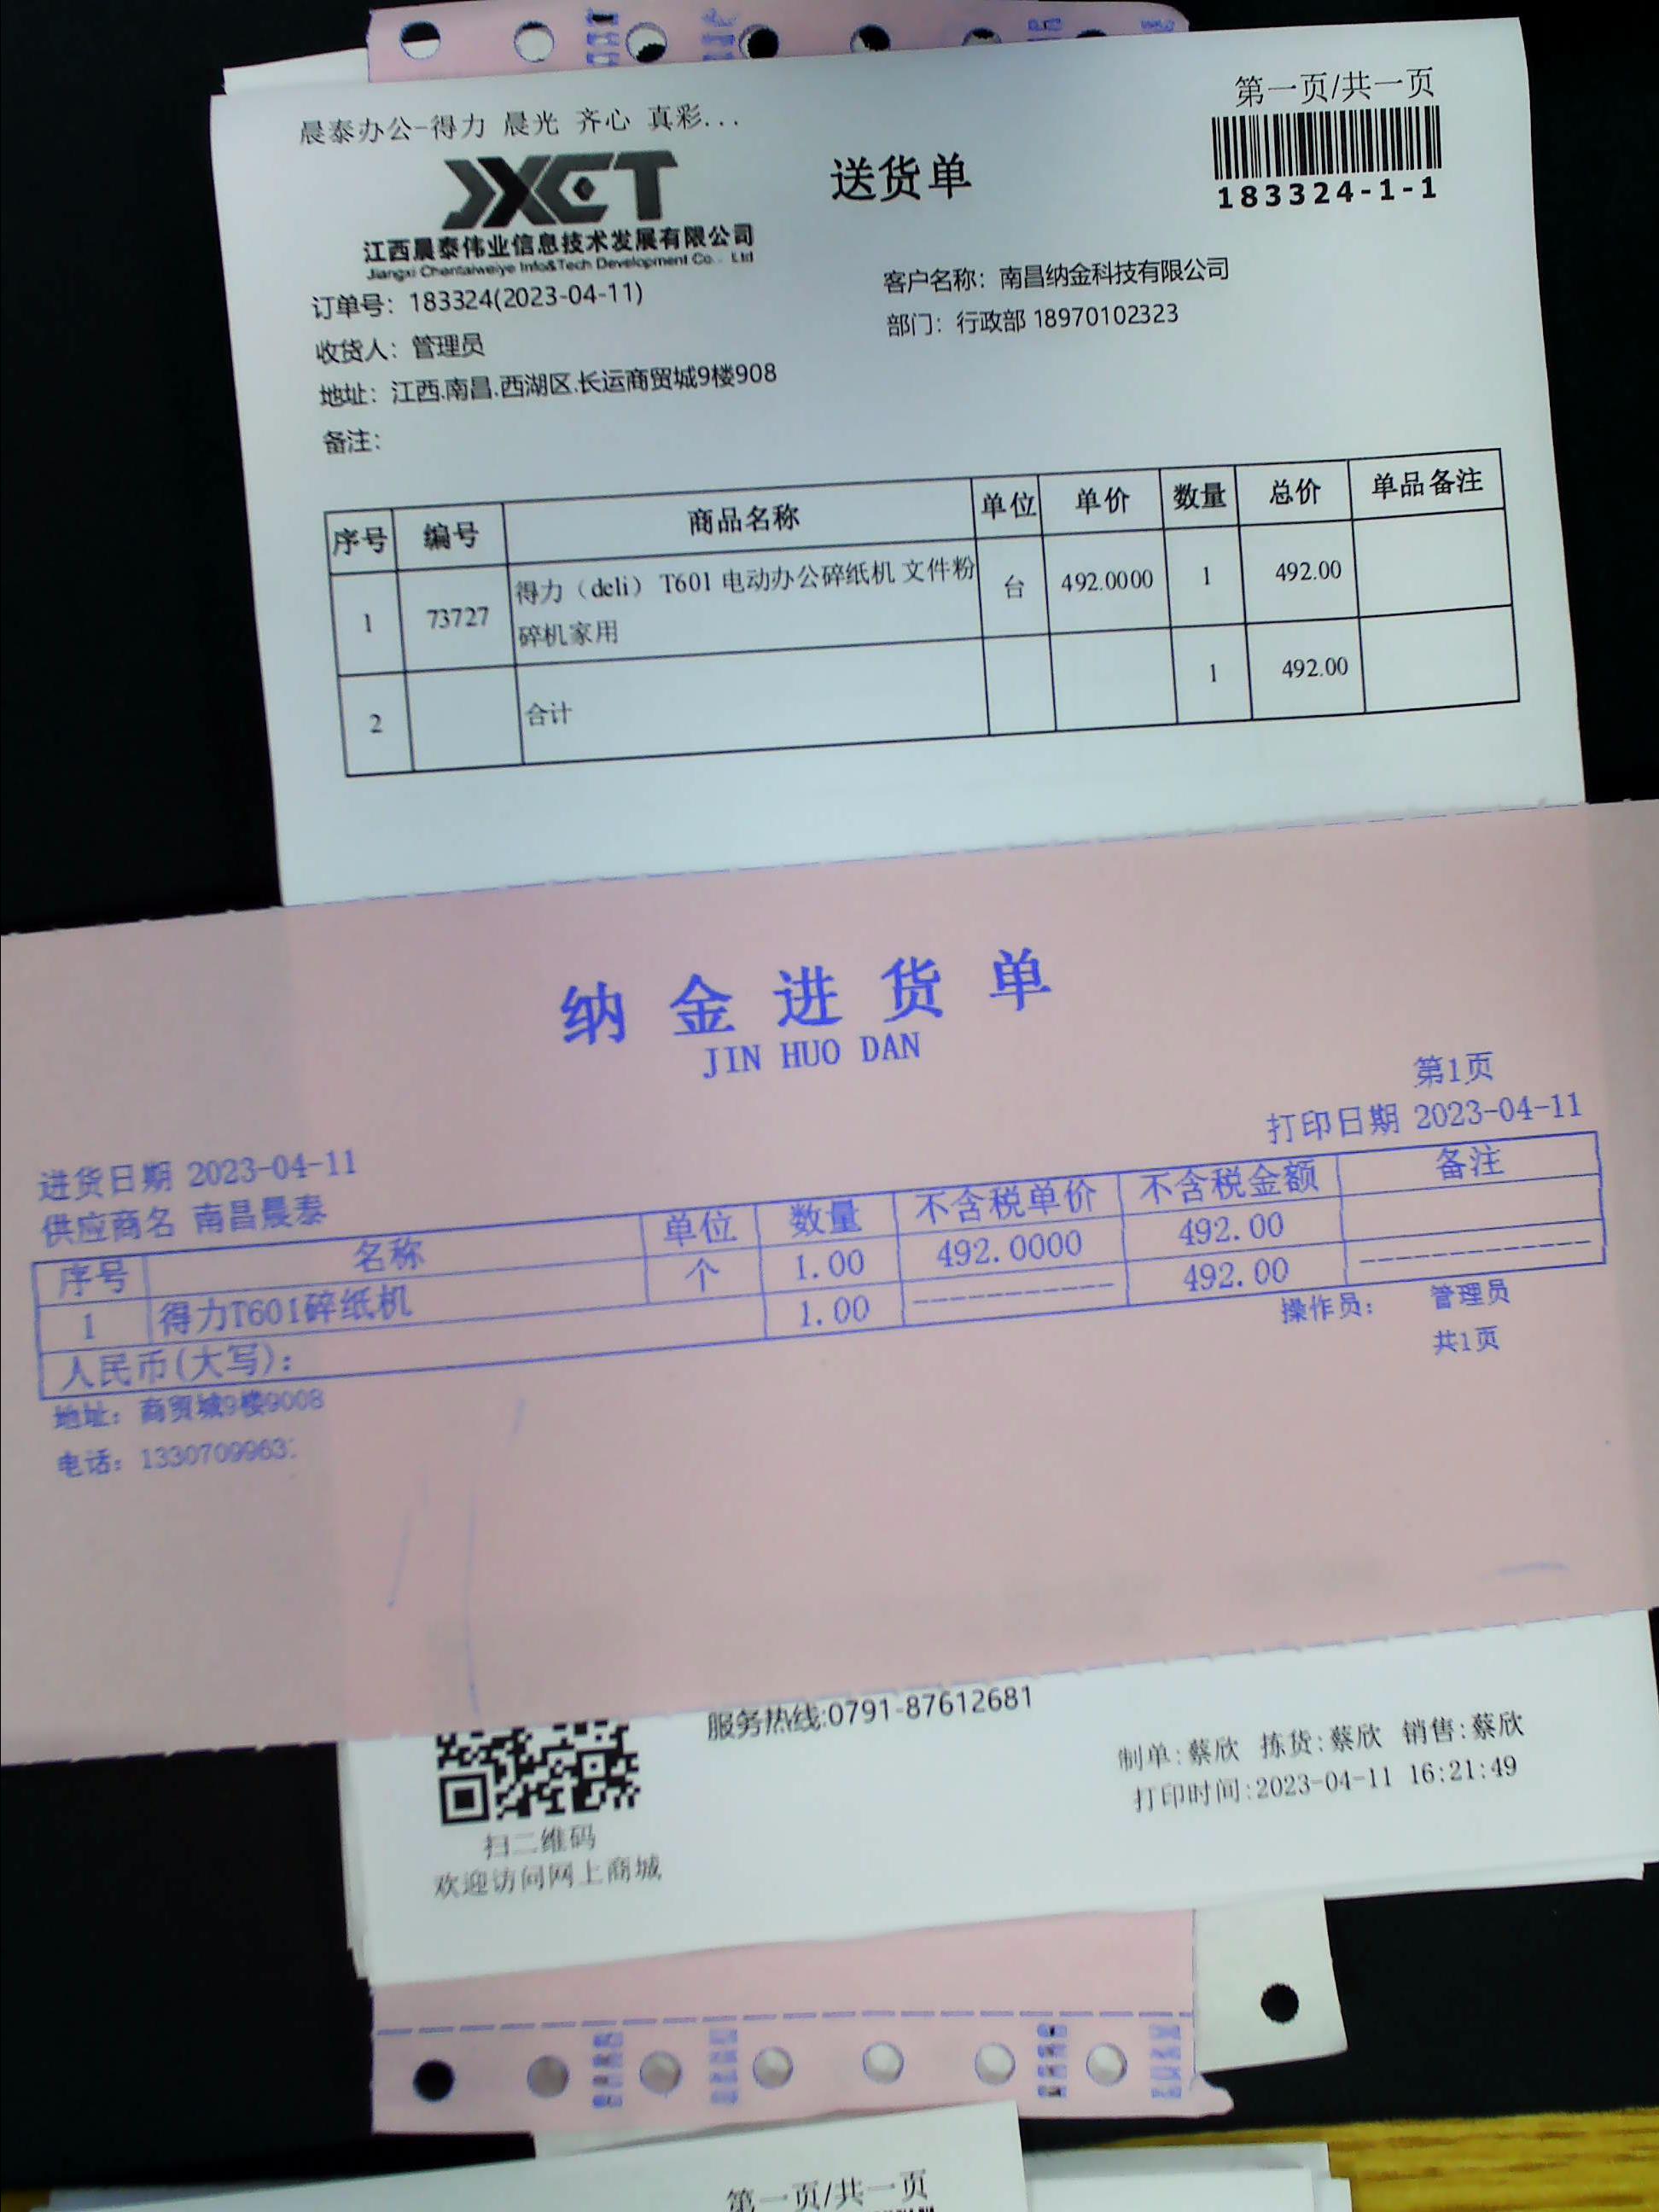 第一页/共一页
晨泰办公-得力 晨光 齐心 真彩...
JXCT
送货单
183324-1-1
江西晨泰伟业信息技术发展有限公司
Jiangxi Chentaiweiye Info&Tech Development Co.. Ltd
订单号：183324(2023-04-11)
客户名称：南昌纳金科技有限公司
收货人：管理员
部门：行政部 18970102323
地址：江西.南昌.西湖区.长运商贸城9楼908
备注：
序号 编号 商品名称 单位 单价 数量 总价 单品备注
1 73727 得力（deli） T601 电动办公碎纸机 文件粉碎机家用 台 492.0000 1 492.00
2 合计 1 492.00
纳金进货单
JIN HUO DAN
第1页
进货日期 2023-04-11
打印日期 2023-04-11
供应商名 南昌晨泰
序号 名称 单位 数量 不含税单价 不含税金额 备注
1 得力T601碎纸机 个 1.00 492.0000 492.00
人民币(大写)： 1.00 ------------- 492.00 ---------------
操作员： 管理员
地址：商贸城9楼9008
共1页
电话：1330709963
服务热线:0791-87612681
制单:蔡欣 拣货:蔡欣 销售:蔡欣
打印时间:2023-04-11 16:21:49
扫二维码
欢迎访问网上商城
第一页/共一页